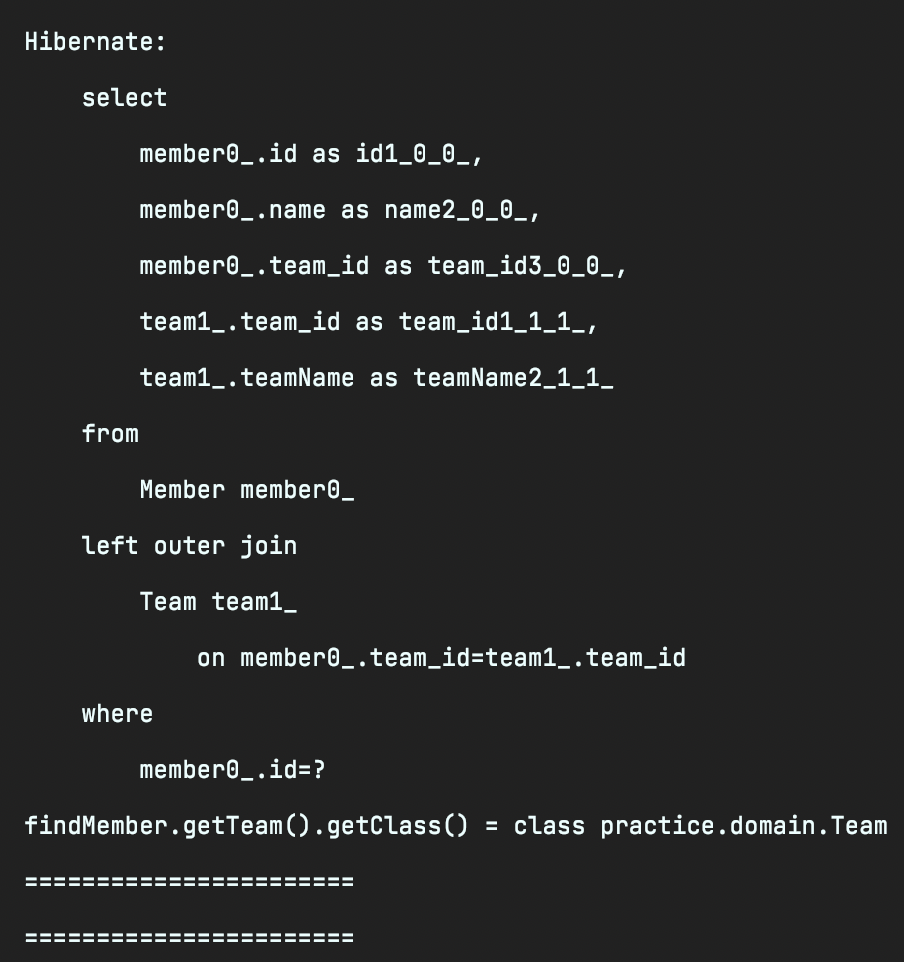 Hibernate:
    select
        member0_.id as id1_0_0_,
        member0_.name as name2_0_0_,
        member0_.team_id as team_id3_0_0_,
        team1_.team_id as team_id1_1_1_,
        team1_.teamName as teamName2_1_1_
    from
        Member member0_
    left outer join
        Team team1_
            on member0_.team_id=team1_.team_id
    where
        member0_.id=?
findMember.getTeam().getClass() = class practice.domain.Team
=======================
=======================